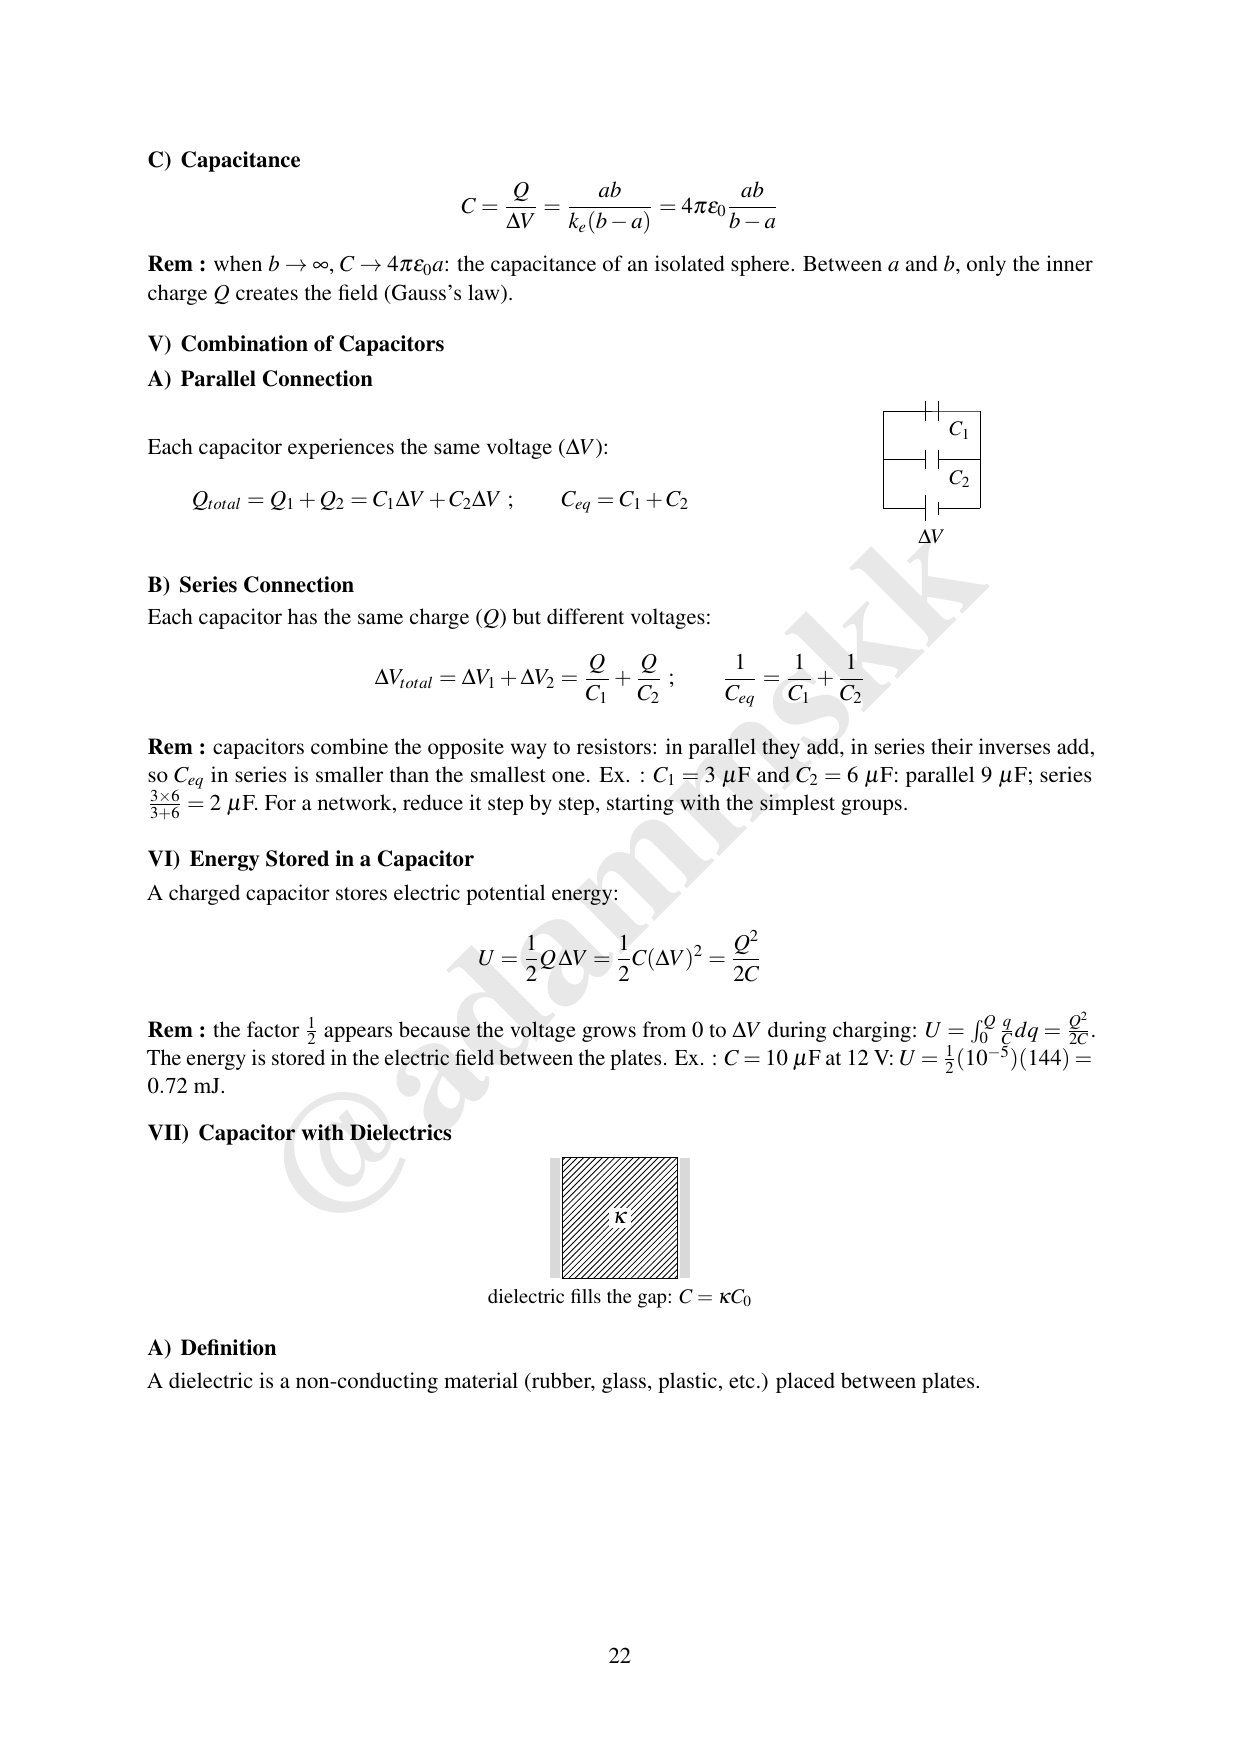 C) Capacitance
C = Q/ΔV = ab/(kₑ(b − a)) = 4πε₀ ab/(b − a)
Rem : when b → ∞, C → 4πε₀a: the capacitance of an isolated sphere. Between a and b, only the inner
charge Q creates the field (Gauss's law).
V) Combination of Capacitors
A) Parallel Connection
Each capacitor experiences the same voltage (ΔV):
Q_total = Q₁ + Q₂ = C₁ΔV + C₂ΔV ; C_eq = C₁ + C₂
C₁
C₂
ΔV
B) Series Connection
Each capacitor has the same charge (Q) but different voltages:
ΔV_total = ΔV₁ + ΔV₂ = Q/C₁ + Q/C₂ ; 1/C_eq = 1/C₁ + 1/C₂
Rem : capacitors combine the opposite way to resistors: in parallel they add, in series their inverses add,
so C_eq in series is smaller than the smallest one. Ex. : C₁ = 3 μF and C₂ = 6 μF: parallel 9 μF; series
3×6/3+6 = 2 μF. For a network, reduce it step by step, starting with the simplest groups.
VI) Energy Stored in a Capacitor
A charged capacitor stores electric potential energy:
U = 1/2 QΔV = 1/2 C(ΔV)² = Q²/2C
Rem : the factor 1/2 appears because the voltage grows from 0 to ΔV during charging: U = ∫₀^Q q/C dq = Q²/2C.
The energy is stored in the electric field between the plates. Ex. : C = 10 μF at 12 V: U = 1/2(10⁻⁵)(144) =
0.72 mJ.
VII) Capacitor with Dielectrics
κ
dielectric fills the gap: C = κC₀
A) Definition
A dielectric is a non-conducting material (rubber, glass, plastic, etc.) placed between plates.
22
@adammskk